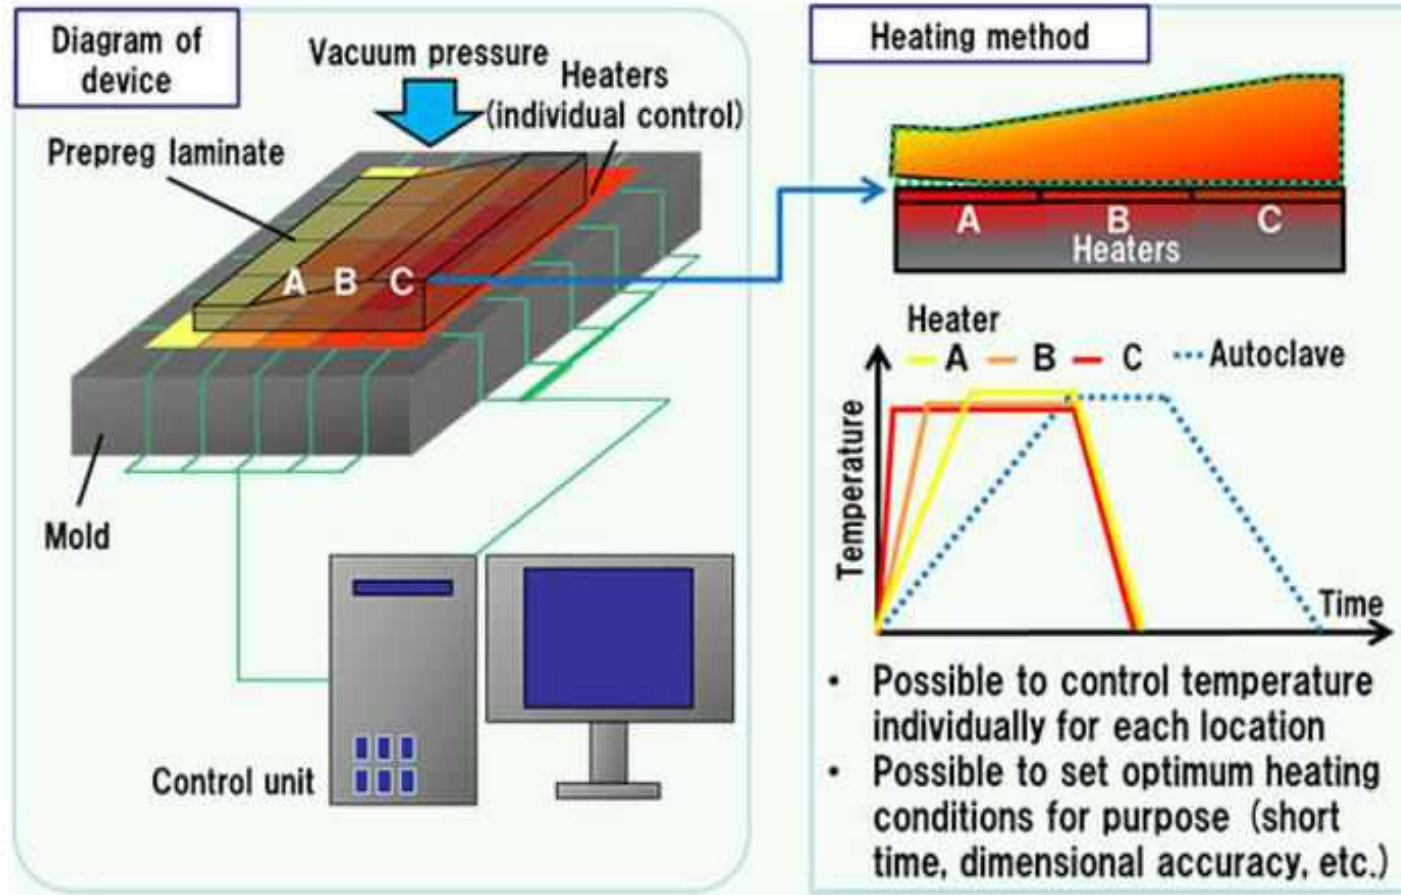 Diagram of
device
Vacuum pressure
Heaters
(individual control)
Prepreg laminate
A B C
Mold
Control unit
Heating method
A B C
Heaters
Heater
A B C Autoclave
Temperature
Time
• Possible to control temperature
individually for each location
• Possible to set optimum heating
conditions for purpose (short
time, dimensional accuracy, etc.)